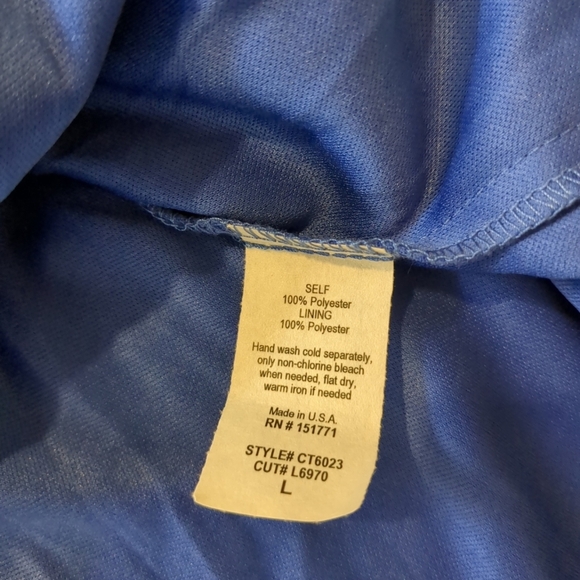 SELF
100% Polyester
LINING
100% Polyester
Hand wash cold separately,
only non-chlorine bleach
when needed, flat dry,
warm iron if needed
Made in U.S.A.
RN # 151771
STYLE# CT6023
CUT# L6970
L